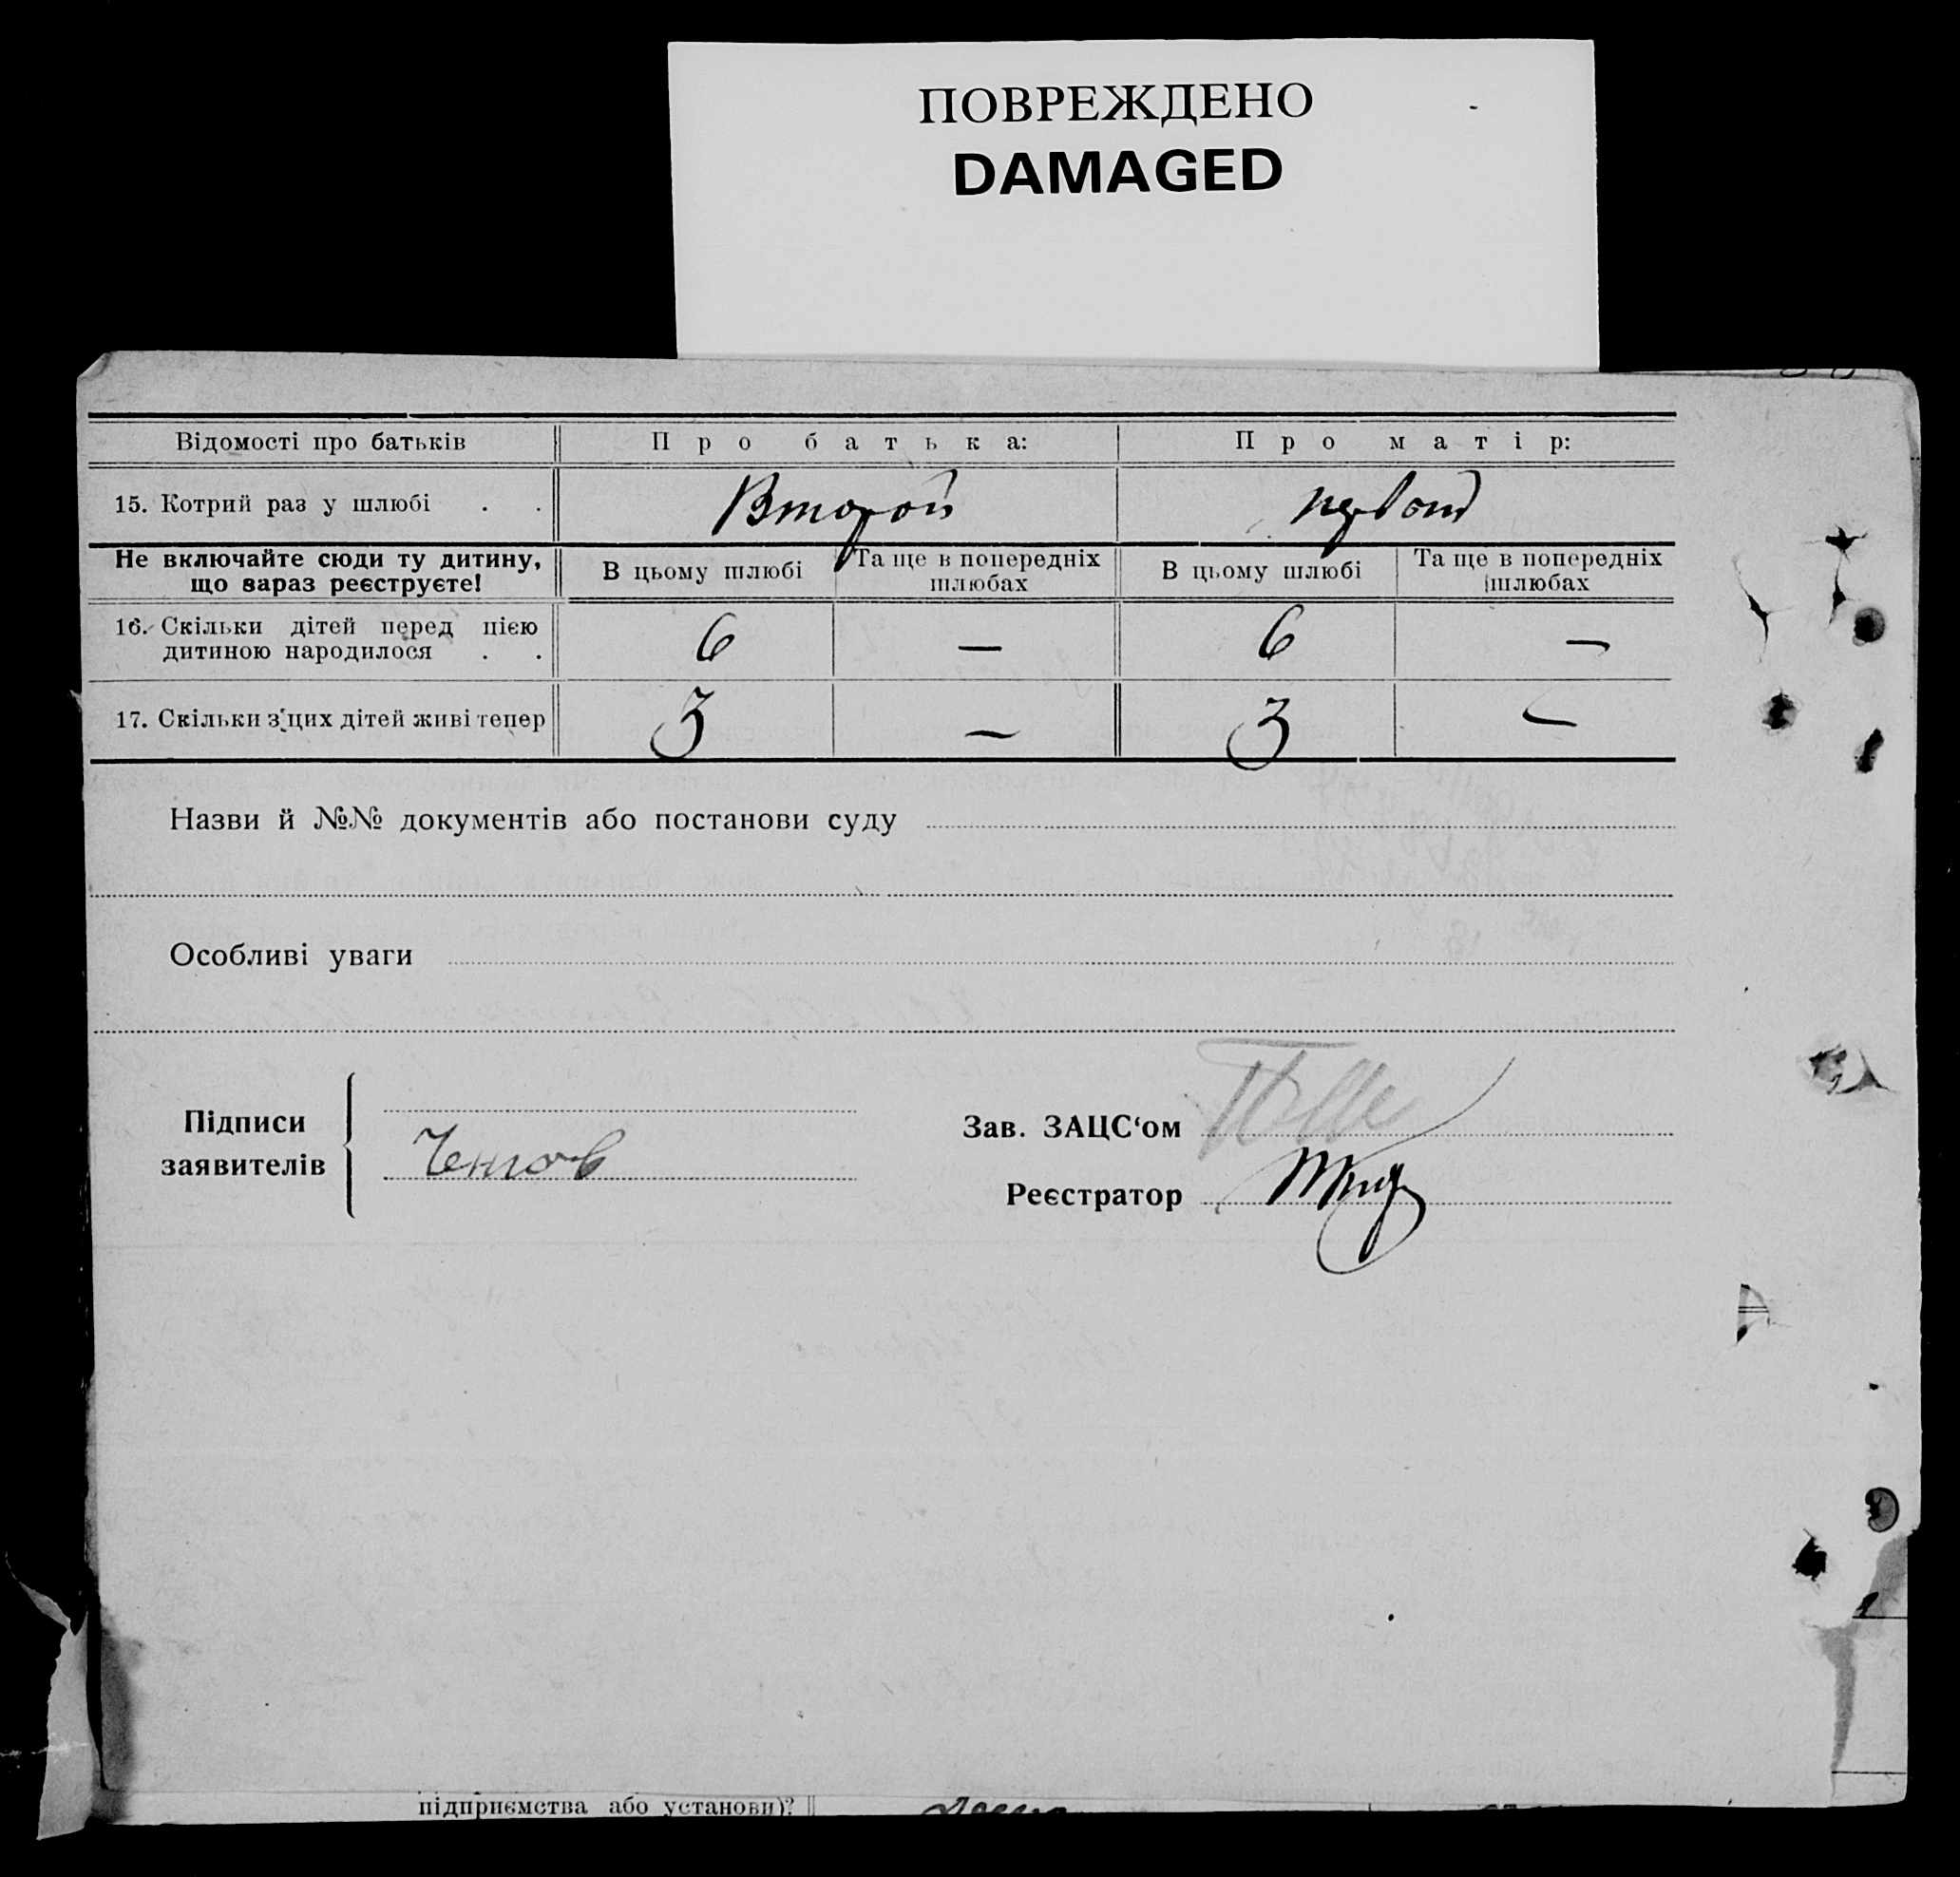 ПОВРЕЖДЕНО
DAMAGED
Відомості про батьків Про батька: Про матір:
15. Котрий раз у шлюбі . . Второй первой
Не включайте сюди ту дитину, що зараз реєструєте! В цьому шлюбі Та ще в попередніх шлюбах В цьому шлюбі Та ще в попередніх шлюбах
16. Скільки дітей перед цією
дитиною народилося . . 6 — 6 —
17. Скільки з цих дітей живі тепер 3 — 3 —
Назви й №№ документів або постанови суду
Особливі уваги
Підписи
заявителів
Зав. ЗАЦС‘ом
Реєстратор
підприємства або установи)?